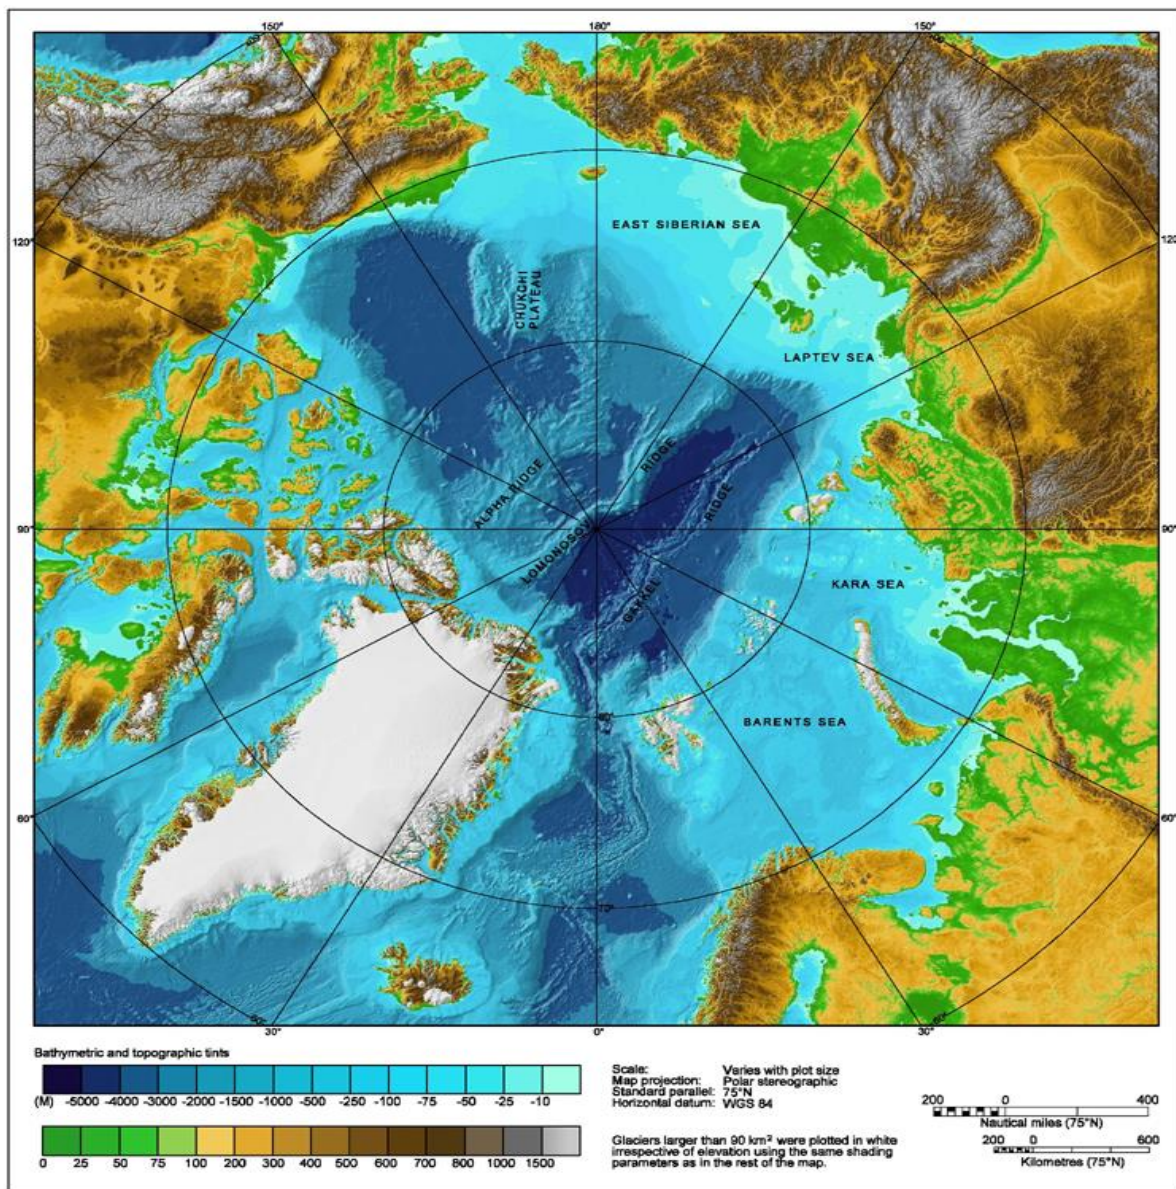 150°
180°
150°
120°
120°
EAST SIBERIAN SEA
CHUKCHI
PLATEAU
LAPTEV SEA
RIDGE
ALPHA RIDGE
RIDGE
90°
LOMONOSOV
90°
KARA SEA
GAKKEL
BARENTS SEA
60°
60°
70°
30°
0°
30°
Bathymetric and topographic tints
(M) -5000 -4000 -3000 -2000 -1500 -1000 -500 -250 -100 -75 -50 -25 -10
0 25 50 75 100 200 300 400 500 600 700 800 1000 1500
Scale: Varies with plot size
Map projection: Polar stereographic
Standard parallel: 75°N
Horizontal datum: WGS 84
Glaciers larger than 90 km² were plotted in white
irrespective of elevation using the same shading
parameters as in the rest of the map.
200 0 400
Nautical miles (75°N)
200 0 600
Kilometres (75°N)